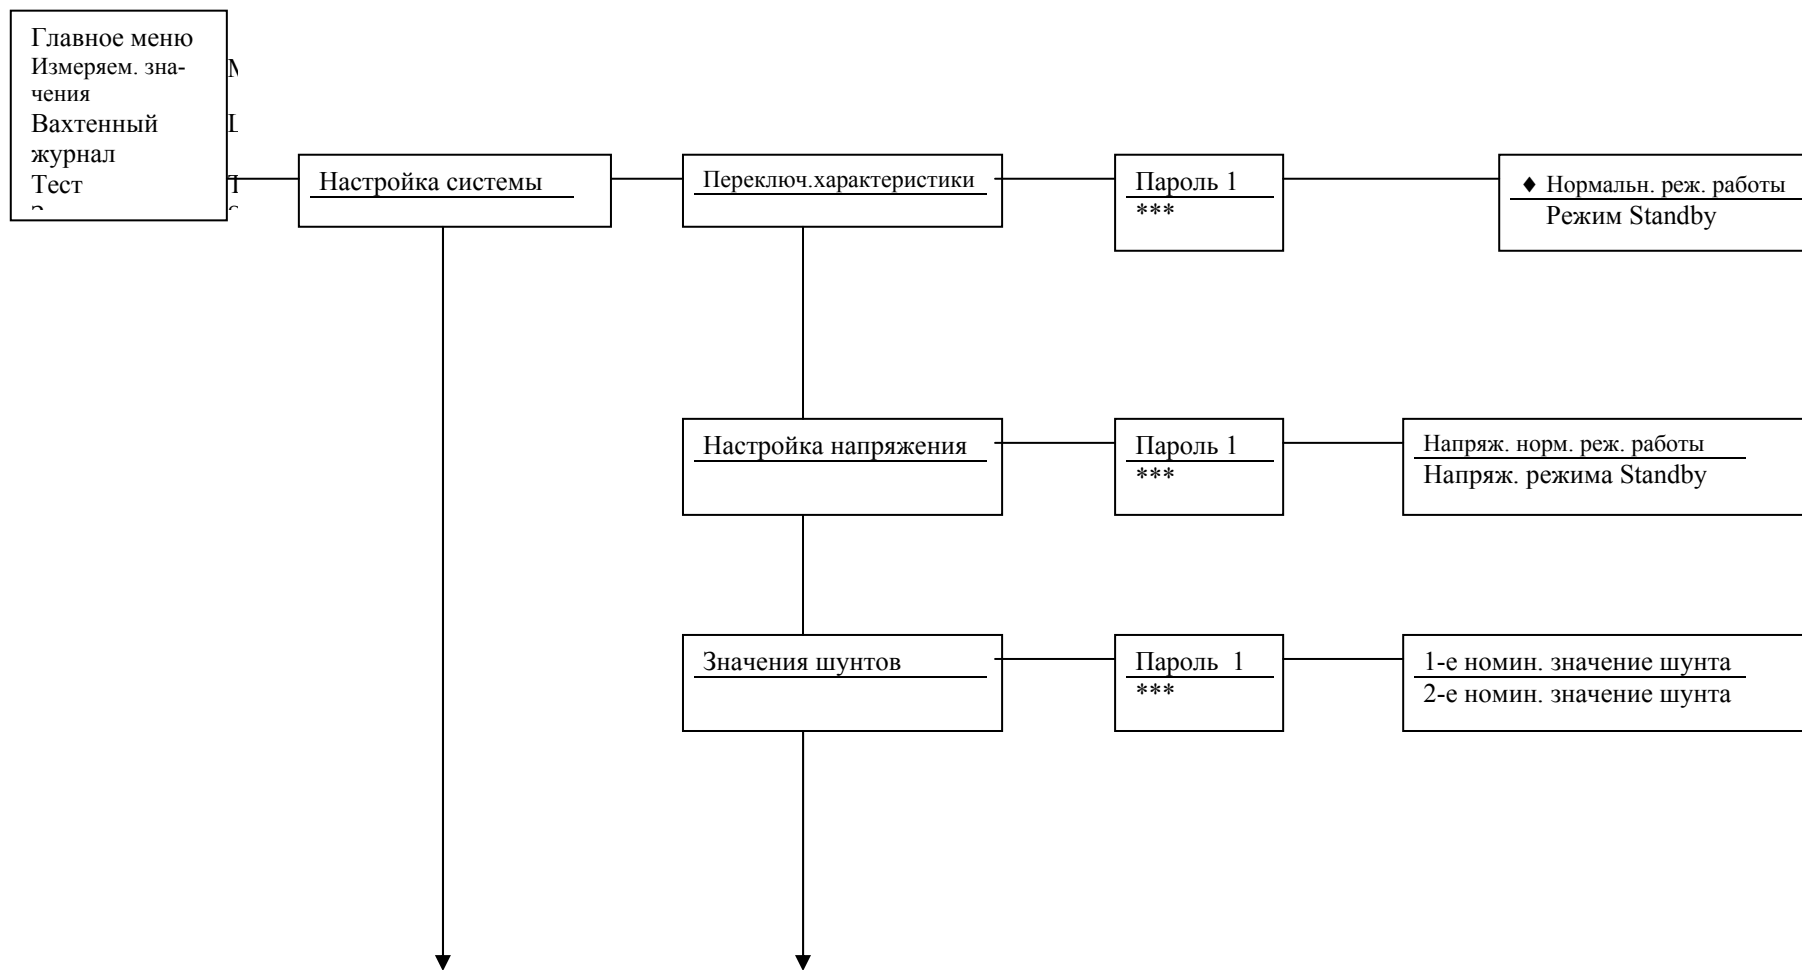 Главное меню
Измеряем. зна-
чения
Вахтенный
журнал
Тест
Настройка системы
Переключ.характеристики
Пароль 1
***
♦ Нормальн. реж. работы
Режим Standby
Настройка напряжения
Пароль 1
***
Напряж. норм. реж. работы
Напряж. режима Standby
Значения шунтов
Пароль 1
***
1-е номин. значение шунта
2-е номин. значение шунта